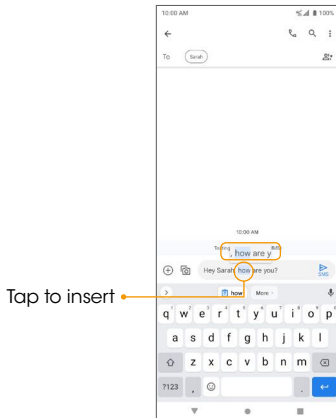 10:00 AM
100%
To
Sarah
10:00 AM
Texting
, how are y
Hey Sarah, how are you?
SMS
Tap to insert
how
More
q w e r t y u i o p
a s d f g h j k l
z x c v b n m
?123 , .